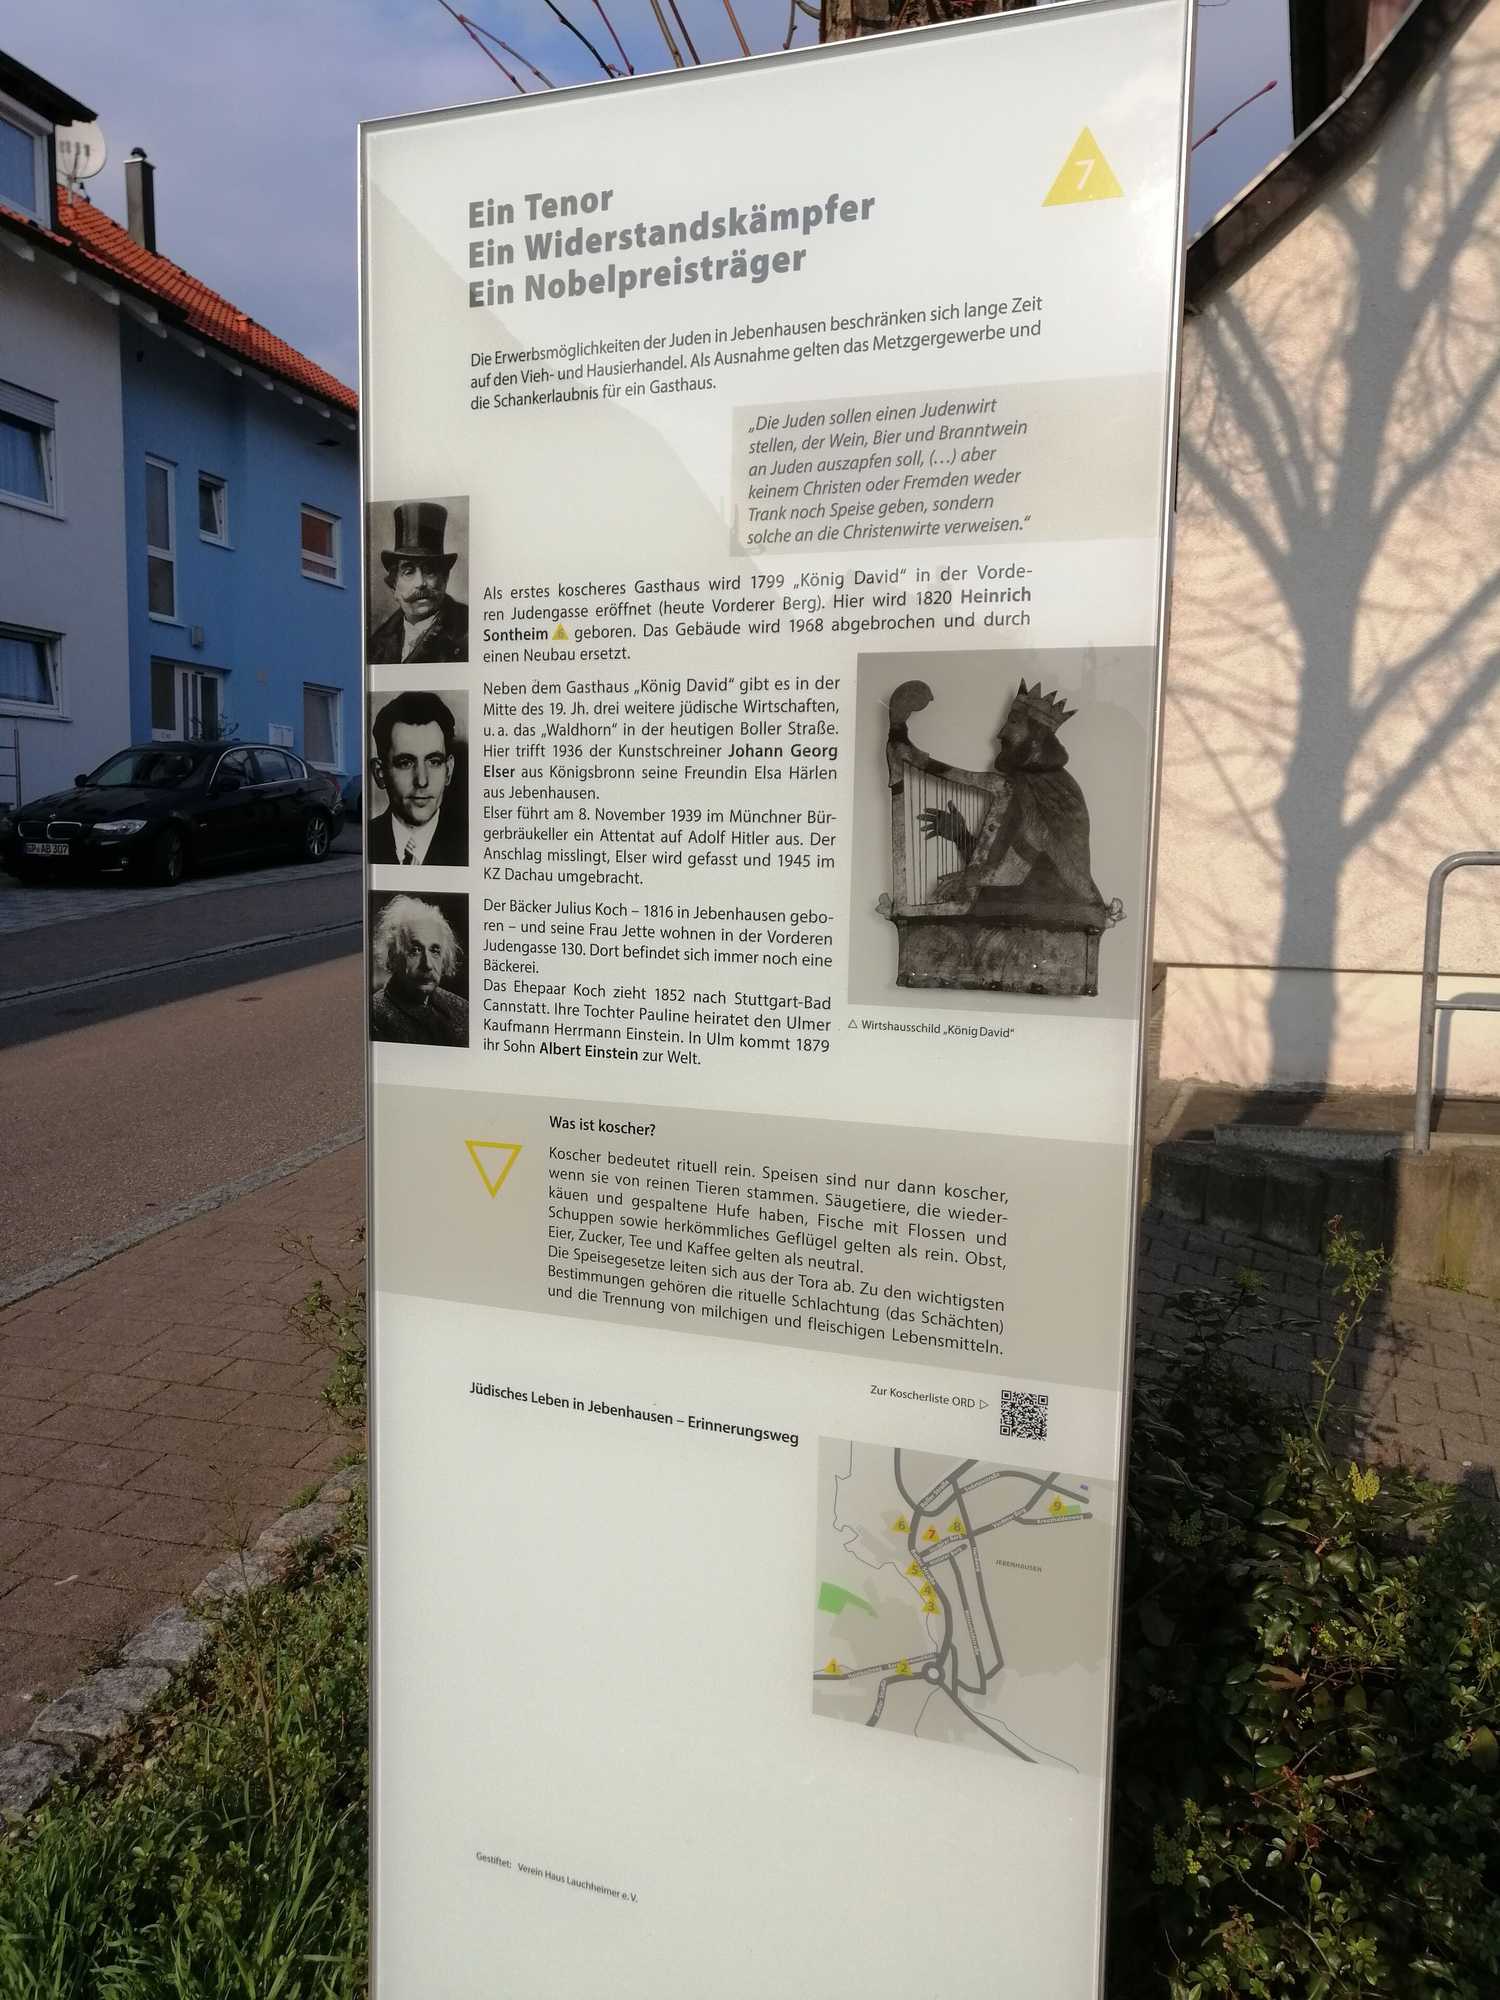 7
Ein Tenor
Ein Widerstandskämpfer
Ein Nobelpreisträger
Die Erwerbsmöglichkeiten der Juden in Jebenhausen beschränken sich lange Zeit
auf den Vieh- und Hausierhandel. Als Ausnahme gelten das Metzgergewerbe und
die Schankerlaubnis für ein Gasthaus.
„Die Juden sollen einen Judenwirt
stellen, der Wein, Bier und Branntwein
an Juden auszapfen soll, (…) aber
keinem Christen oder Fremden weder
Trank noch Speise geben, sondern
solche an die Christenwirte verweisen.“
Als erstes koscheres Gasthaus wird 1799 „König David“ in der Vorde-
ren Judengasse eröffnet (heute Vorderer Berg). Hier wird 1820 Heinrich
Sontheim 6 geboren. Das Gebäude wird 1968 abgebrochen und durch
einen Neubau ersetzt.
Neben dem Gasthaus „König David“ gibt es in der
Mitte des 19. Jh. drei weitere jüdische Wirtschaften,
u. a. das „Waldhorn“ in der heutigen Boller Straße.
Hier trifft 1936 der Kunstschreiner Johann Georg
Elser aus Königsbronn seine Freundin Elsa Härlen
aus Jebenhausen.
Elser führt am 8. November 1939 im Münchner Bür-
gerbräukeller ein Attentat auf Adolf Hitler aus. Der
Anschlag misslingt, Elser wird gefasst und 1945 im
KZ Dachau umgebracht.
Der Bäcker Julius Koch – 1816 in Jebenhausen gebo-
ren – und seine Frau Jette wohnen in der Vorderen
Judengasse 130. Dort befindet sich immer noch eine
Bäckerei.
Das Ehepaar Koch zieht 1852 nach Stuttgart-Bad
Cannstatt. Ihre Tochter Pauline heiratet den Ulmer
Kaufmann Herrmann Einstein. In Ulm kommt 1879
ihr Sohn Albert Einstein zur Welt.
△ Wirtshausschild „König David“
Was ist koscher?
Koscher bedeutet rituell rein. Speisen sind nur dann koscher,
wenn sie von reinen Tieren stammen. Säugetiere, die wieder-
käuen und gespaltene Hufe haben, Fische mit Flossen und
Schuppen sowie herkömmliches Geflügel gelten als rein. Obst,
Eier, Zucker, Tee und Kaffee gelten als neutral.
Die Speisegesetze leiten sich aus der Tora ab. Zu den wichtigsten
Bestimmungen gehören die rituelle Schlachtung (das Schächten)
und die Trennung von milchigen und fleischigen Lebensmitteln.
Zur Koscherliste ORD ▷
Jüdisches Leben in Jebenhausen – Erinnerungsweg
9
6
7
8
Vorderer Berg
JEBENHAUSEN
5
4
3
1
2
Gestiftet: Verein Haus Lauchheimer e. V.
GP AB 307